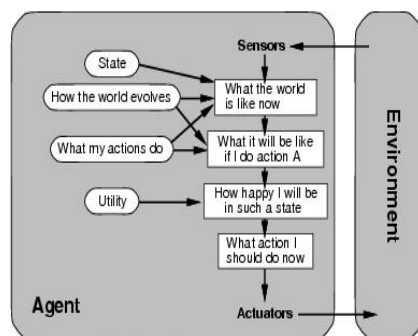 Sensors
State
How the world evolves
What my actions do
Utility
What the world
is like now
What it will be like
if I do action A
How happy I will be
in such a state
What action I
should do now
Agent
Actuators
Environment